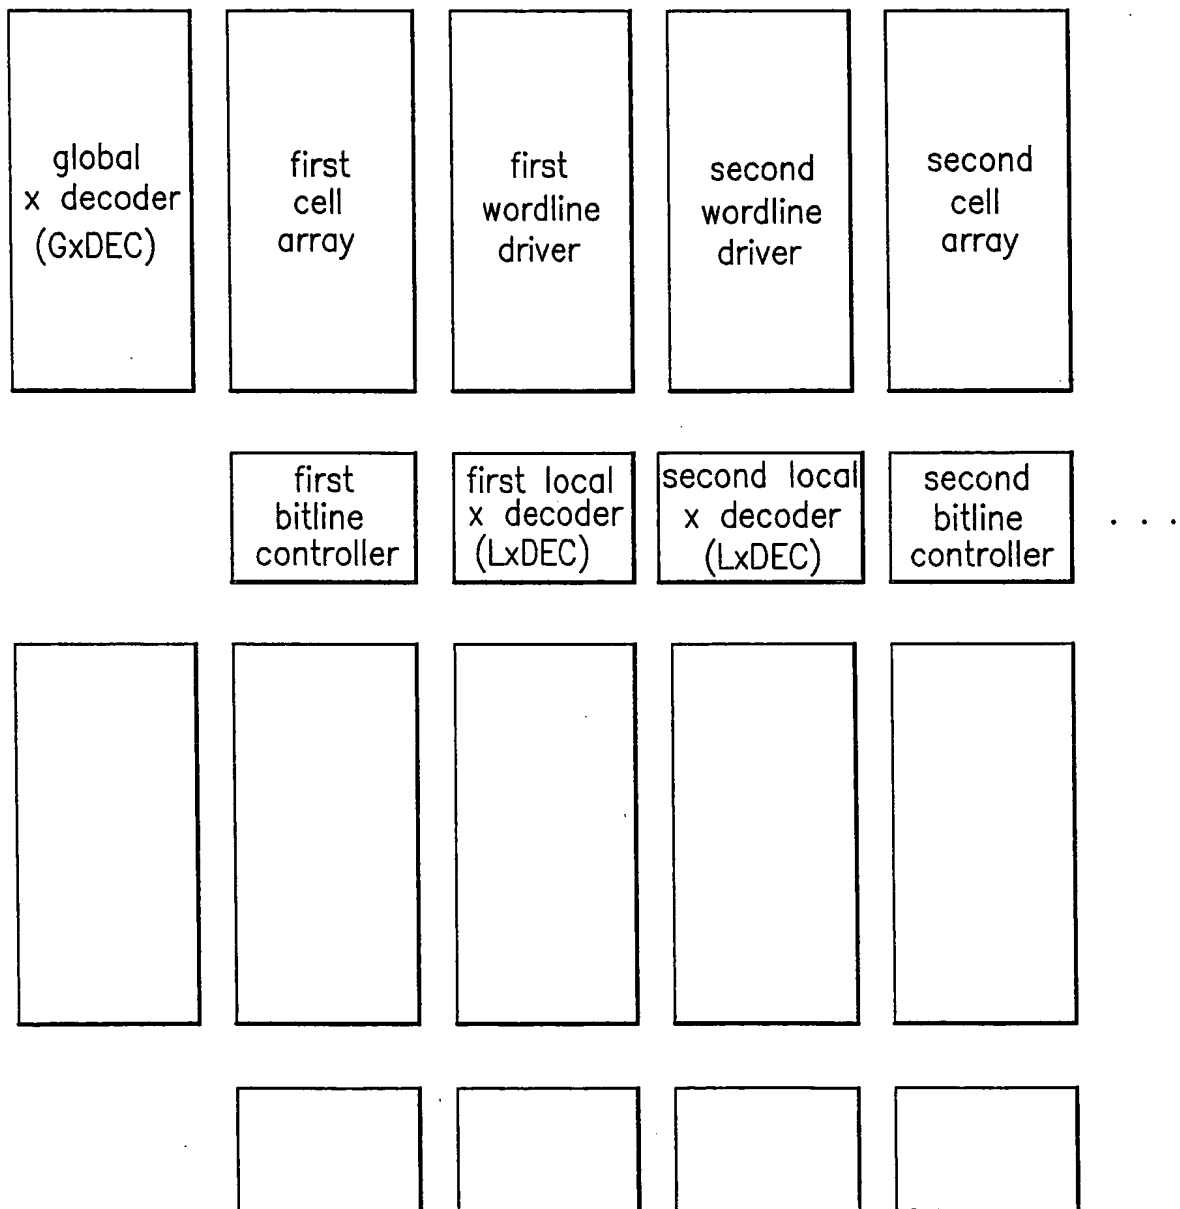 global
x decoder
(GxDEC)
first
cell
array
first
wordline
driver
second
wordline
driver
second
cell
array
first
bitline
controller
first local
x decoder
(LxDEC)
second local
x decoder
(LxDEC)
second
bitline
controller
. . .